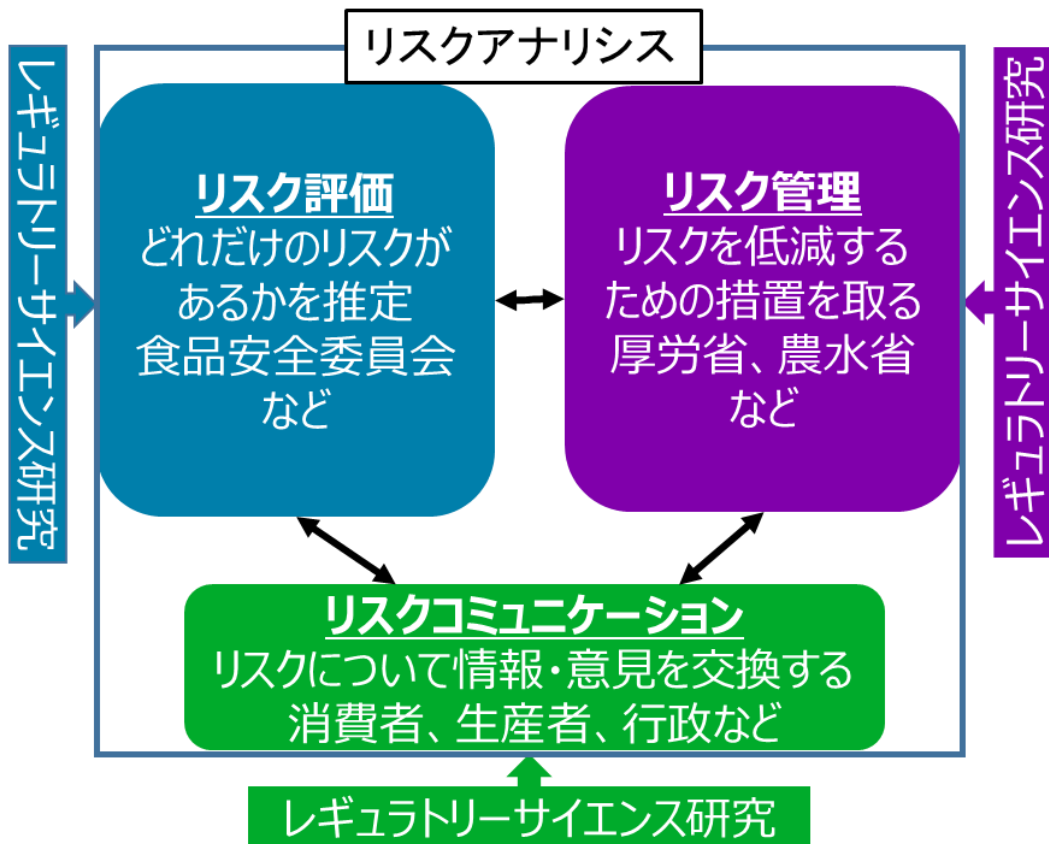 リスクアナリシス
レギュラトリーサイエンス研究
リスク評価
どれだけのリスクが
あるかを推定
食品安全委員会
など
リスク管理
リスクを低減する
ための措置を取る
厚労省、農水省
など
レギュラトリーサイエンス研究
リスクコミュニケーション
リスクについて情報・意見を交換する
消費者、生産者、行政など
レギュラトリーサイエンス研究